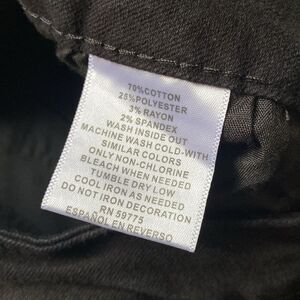 70%COTTON
25%POLYESTER
3% RAYON
2% SPANDEX
WASH INSIDE OUT
MACHINE WASH COLD-WITH
SIMILAR COLORS
ONLY NON-CHLORINE
BLEACH WHEN NEEDED
TUMBLE DRY LOW
COOL IRON AS NEEDED
DO NOT IRON DECORATION
RN 59775
ESPAÑOL EN REVERSO